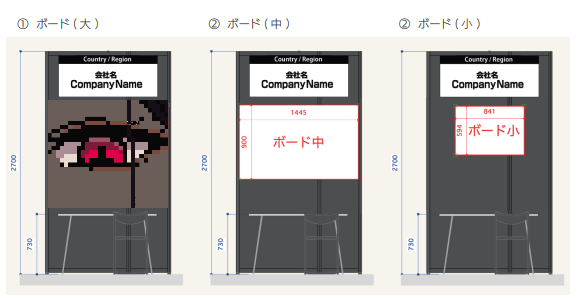 ① ボード ( 大 )
② ボード ( 中 )
② ボード ( 小 )
Country / Region
会社名
CompanyName
2700
730
Country / Region
会社名
CompanyName
1445
900
ボード中
2700
730
Country / Region
会社名
CompanyName
841
594
ボード小
2700
730